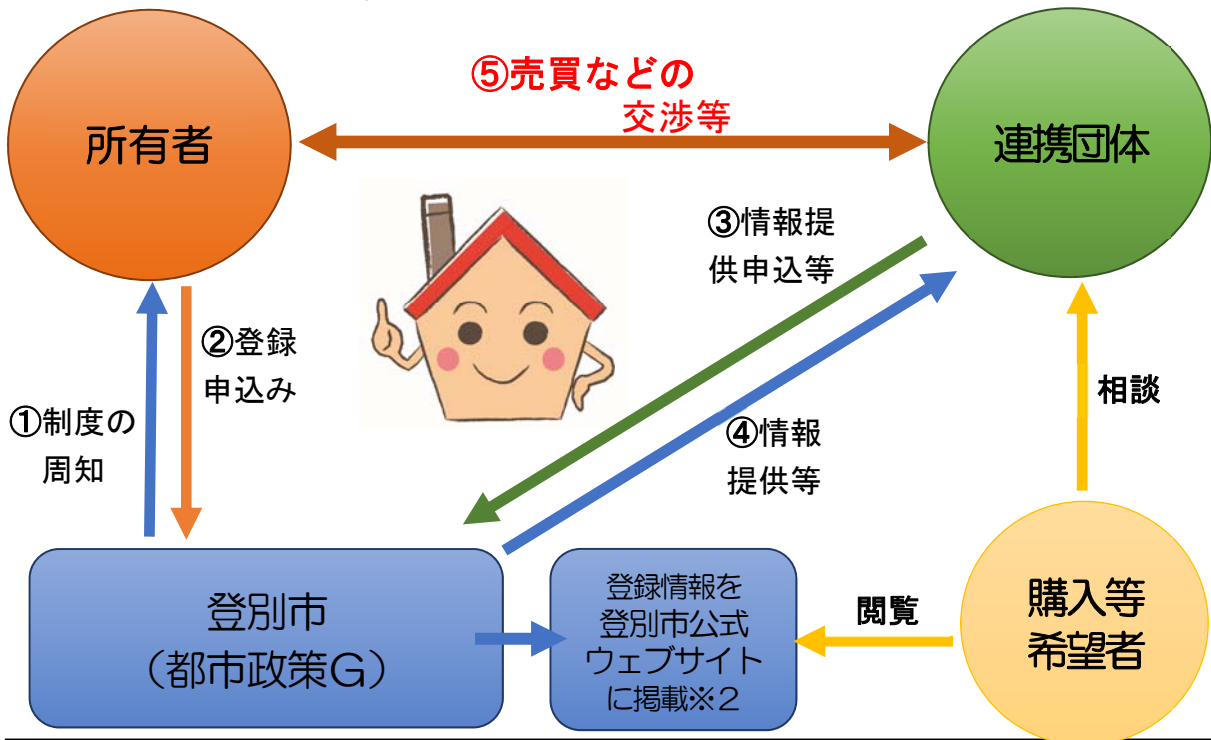 ⑤売買などの
交渉等
所有者
連携団体
③情報提
供申込等
②登録
申込み
①制度の
周知
④情報
提供等
相談
登別市
（都市政策G）
登録情報を
登別市公式
ウェブサイト
に掲載※2
閲覧
購入等
希望者